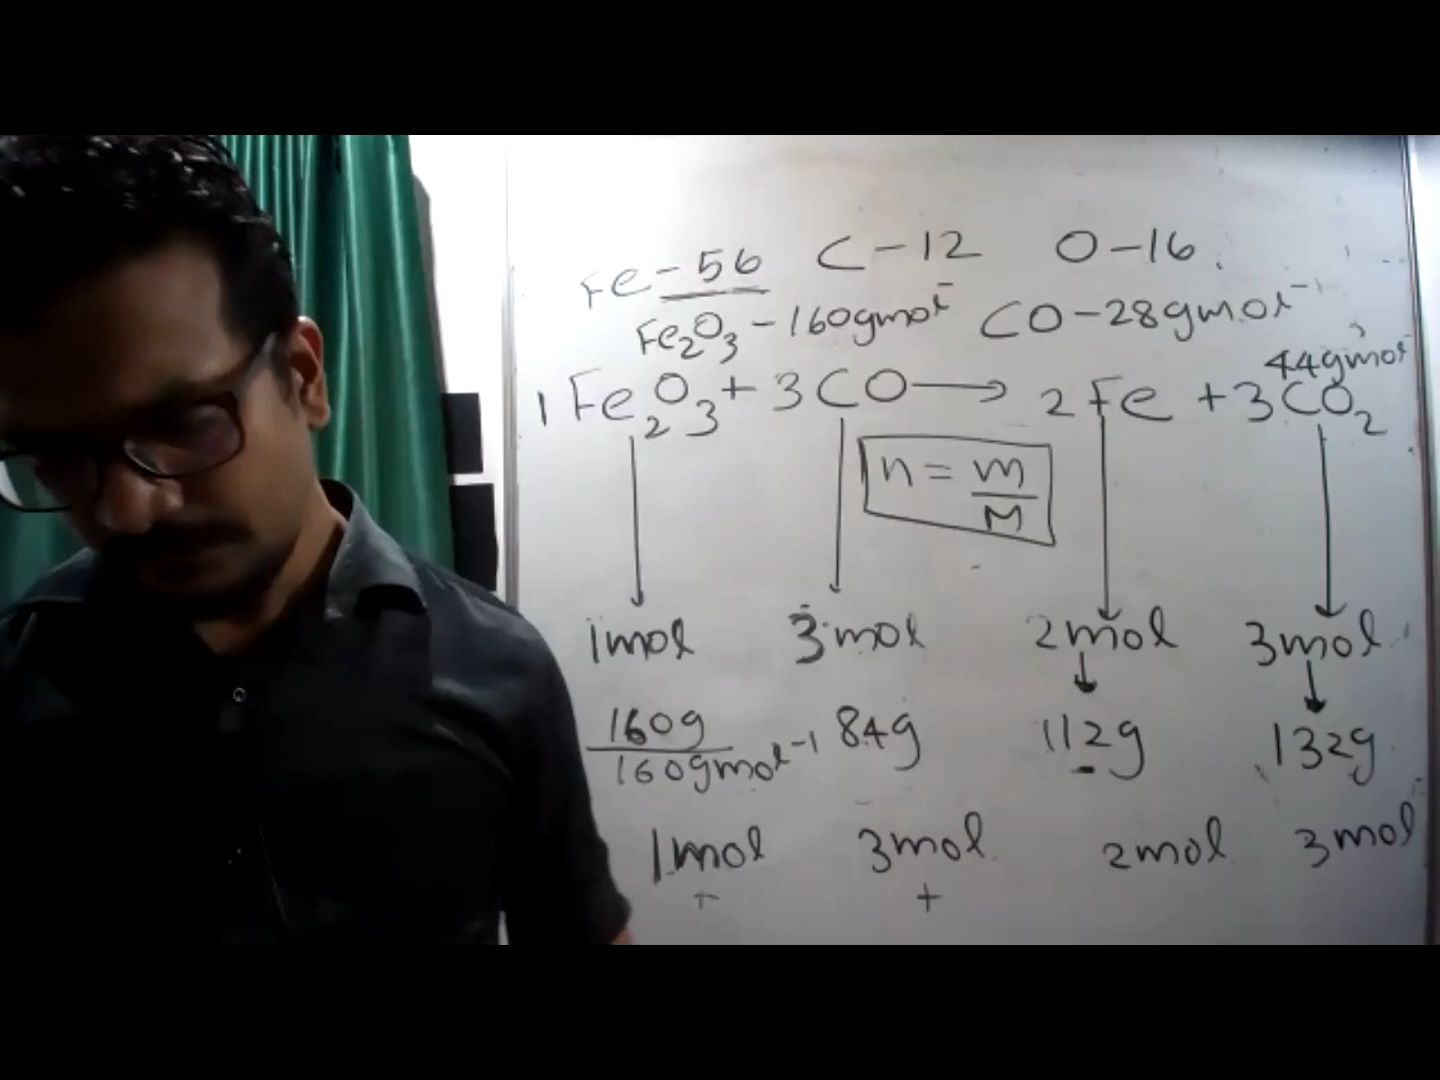 Fe-56 C-12 O-16
Fe₂O₃-160gmol⁻ CO-28gmol⁻¹
44gmol⁻¹
1Fe₂O₃+3CO→2Fe+3CO₂
n = m/M
1mol 3mol 2mol 3mol
160g/160gmol⁻¹ 84g 112g 132g
1mol 3mol 2mol 3mol
+ +